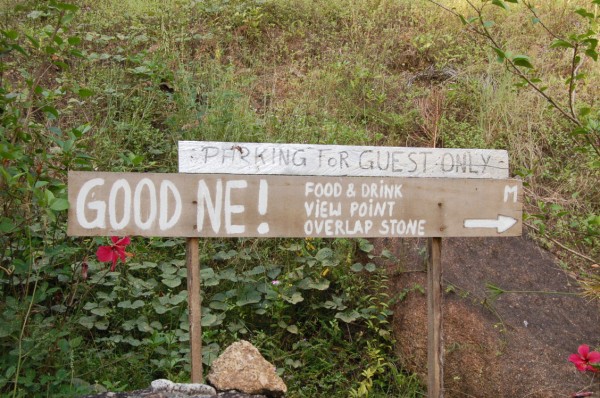 - PARKING FOR GUEST ONLY -
GOOD NE!
FOOD & DRINK
VIEW POINT
OVERLAP STONE
M